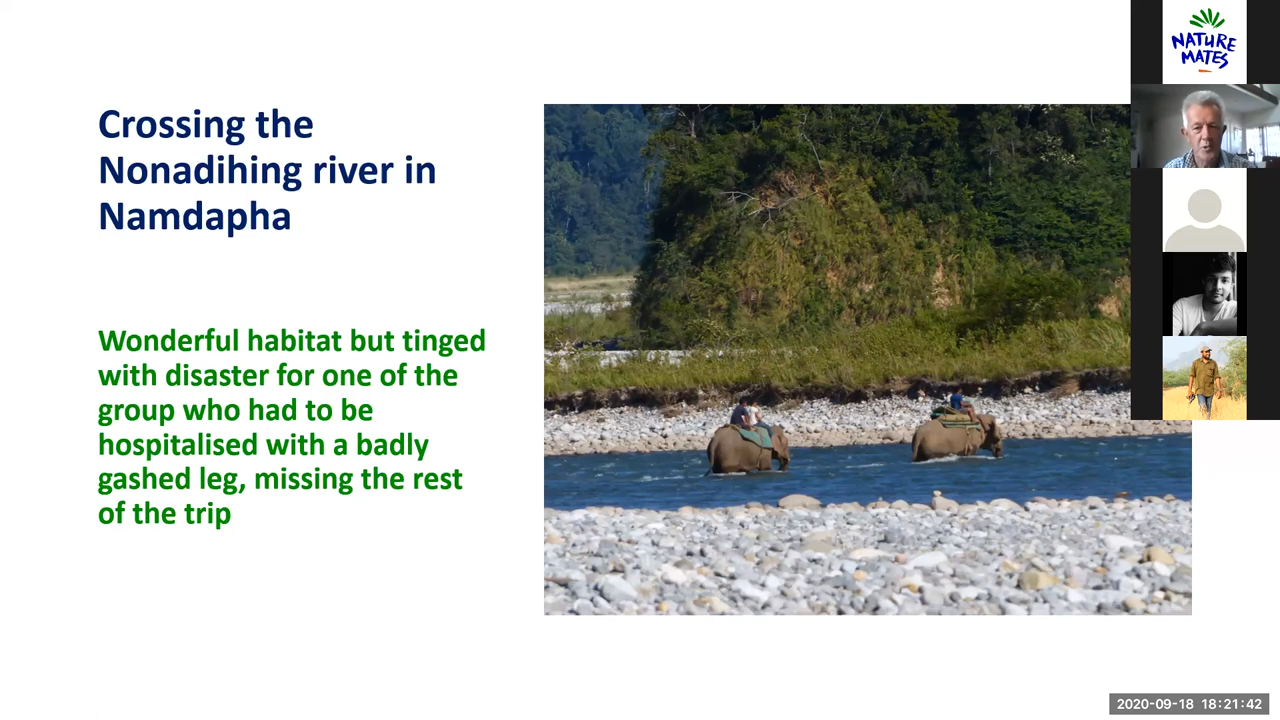 Crossing the
Nonadihing river in
Namdapha
Wonderful habitat but tinged
with disaster for one of the
group who had to be
hospitalised with a badly
gashed leg, missing the rest
of the trip
NATURE
MATES
2020-09-18 18:21:42